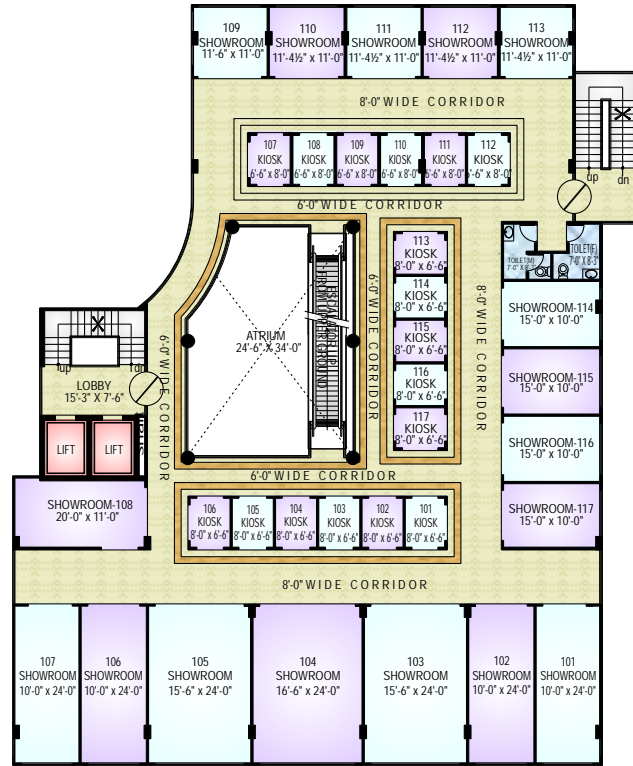 109
SHOWROOM
11'-6" x 11'-0"
110
SHOWROOM
11'-4½" x 11'-0"
111
SHOWROOM
11'-4½" x 11'-0"
112
SHOWROOM
11'-4½" x 11'-0"
113
SHOWROOM
11'-4½" x 11'-0"
8'-0" WIDE CORRIDOR
107
KIOSK
6'-6" x 8'-0"
108
KIOSK
6'-6" x 8'-0"
109
KIOSK
6'-6" x 8'-0"
110
KIOSK
6'-6" x 8'-0"
111
KIOSK
6'-6" x 8'-0"
112
KIOSK
6'-6" x 8'-0"
up
dn
6'-0" WIDE CORRIDOR
TOILET(M)
TOILET(F)
7'-0" X 8'-3"
113
KIOSK
8'-0" x 6'-6"
114
KIOSK
8'-0" x 6'-6"
115
KIOSK
8'-0" x 6'-6"
116
KIOSK
8'-0" x 6'-6"
117
KIOSK
8'-0" x 6'-6"
6'-0" WIDE CORRIDOR
8'-0" WIDE CORRIDOR
SHOWROOM-114
15'-0" x 10'-0"
SHOWROOM-115
15'-0" x 10'-0"
SHOWROOM-116
15'-0" x 10'-0"
SHOWROOM-117
15'-0" x 10'-0"
ATRIUM
24'-6" X 34'-0"
6'-0" WIDE CORRIDOR
up
dn
LOBBY
15'-3" X 7'-6"
LIFT
LIFT
SHOWROOM-108
20'-0" x 11'-0"
6'-0" WIDE CORRIDOR
106
KIOSK
8'-0" x 6'-6"
105
KIOSK
8'-0" x 6'-6"
104
KIOSK
8'-0" x 6'-6"
103
KIOSK
8'-0" x 6'-6"
102
KIOSK
8'-0" x 6'-6"
101
KIOSK
8'-0" x 6'-6"
8'-0" WIDE CORRIDOR
107
SHOWROOM
10'-0" x 24'-0"
106
SHOWROOM
10'-0" x 24'-0"
105
SHOWROOM
15'-6" x 24'-0"
104
SHOWROOM
16'-6" x 24'-0"
103
SHOWROOM
15'-6" x 24'-0"
102
SHOWROOM
10'-0" x 24'-0"
101
SHOWROOM
10'-0" x 24'-0"